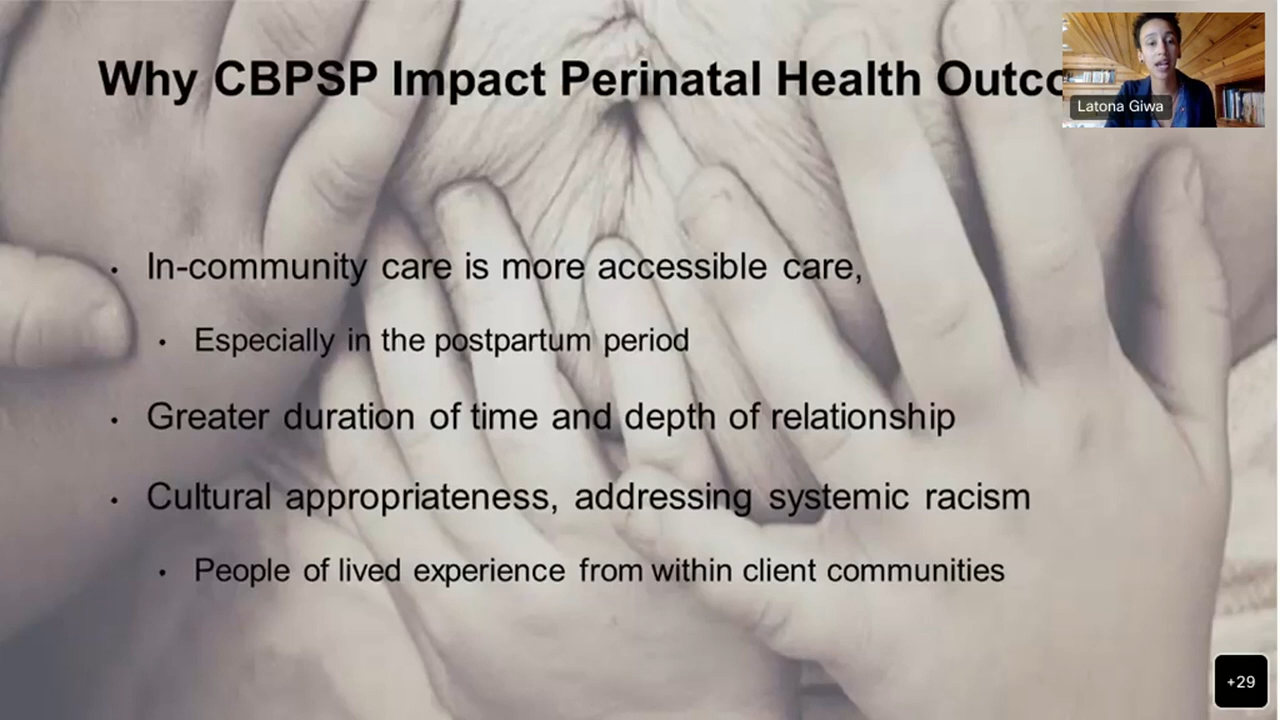 Why CBPSP Impact Perinatal Health
Latona Giwa
In-community care is more accessible care,
Especially in the postpartum period
Greater duration of time and depth of relationship
Cultural appropriateness, addressing systemic racism
People of lived experience from within client communities
+29